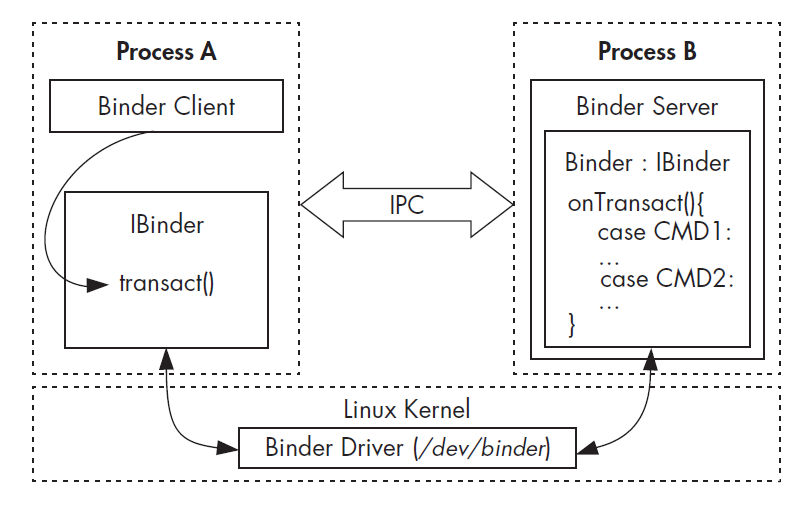 Process A
Binder Client
IBinder
transact()
IPC
Process B
Binder Server
Binder : IBinder
onTransact(){
case CMD1:
...
case CMD2:
...
}
Linux Kernel
Binder Driver (/dev/binder)